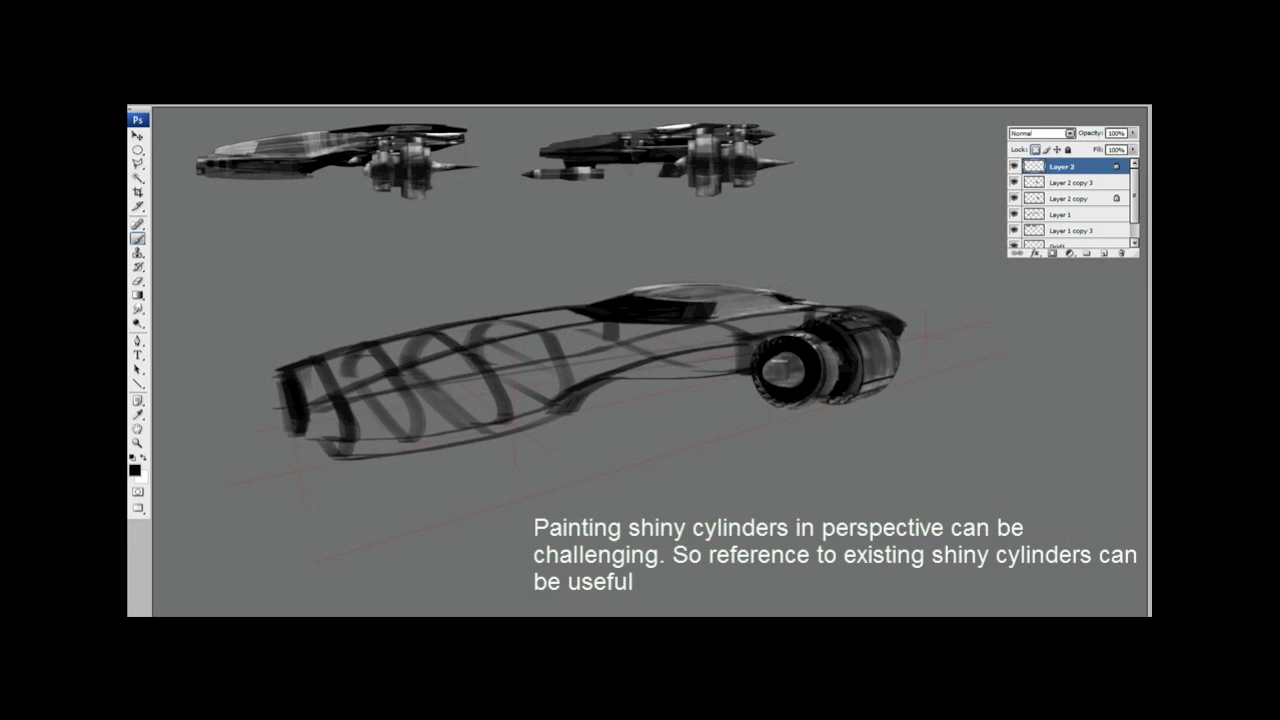 Ps
Normal Opacity: 100%
Lock: Fill: 100%
Layer 2
Layer 2 copy 3
Layer 2 copy
Layer 1
Layer 1 copy 3
T
Painting shiny cylinders in perspective can be
challenging. So reference to existing shiny cylinders can
be useful